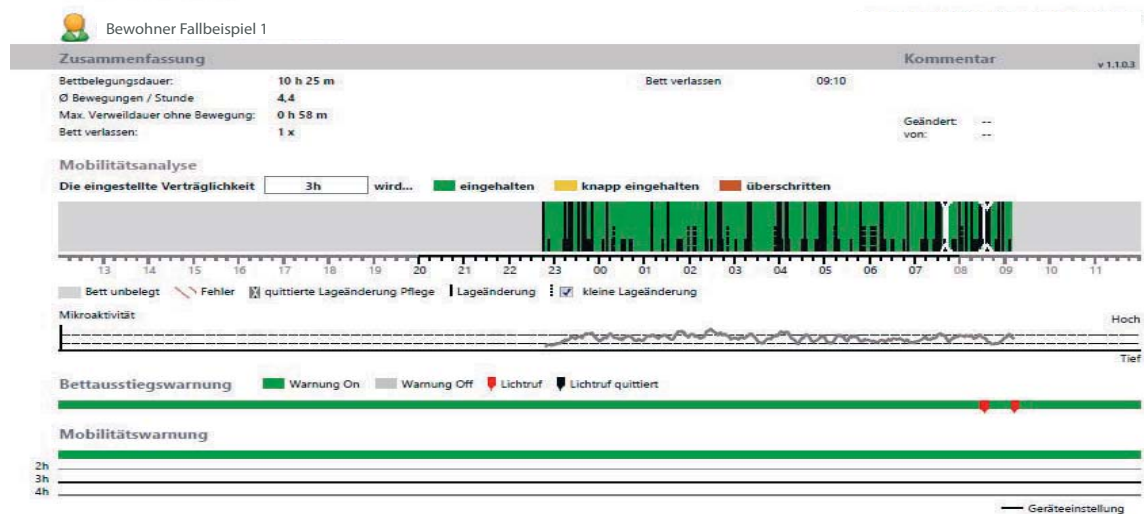 Bewohner Fallbeispiel 1
Zusammenfassung Kommentar v 1.1.0.3
Bettbelegungsdauer: 10 h 25 m Bett verlassen 09:10
Ø Bewegungen / Stunde 4,4
Max. Verweildauer ohne Bewegung: 0 h 58 m Geändert: --
Bett verlassen: 1 x von: --
Mobilitätsanalyse
Die eingestellte Verträglichkeit 3h wird... eingehalten knapp eingehalten überschritten
13 14 15 16 17 18 19 20 21 22 23 00 01 02 03 04 05 06 07 08 09 10 11
Bett unbelegt Fehler quittierte Lageänderung Pflege Lageänderung kleine Lageänderung
Mikroaktivität Hoch
Tief
Bettausstiegswarnung Warnung On Warnung Off Lichtruf Lichtruf quittiert
Mobilitätswarnung
2h
3h
4h
Geräteeinstellung